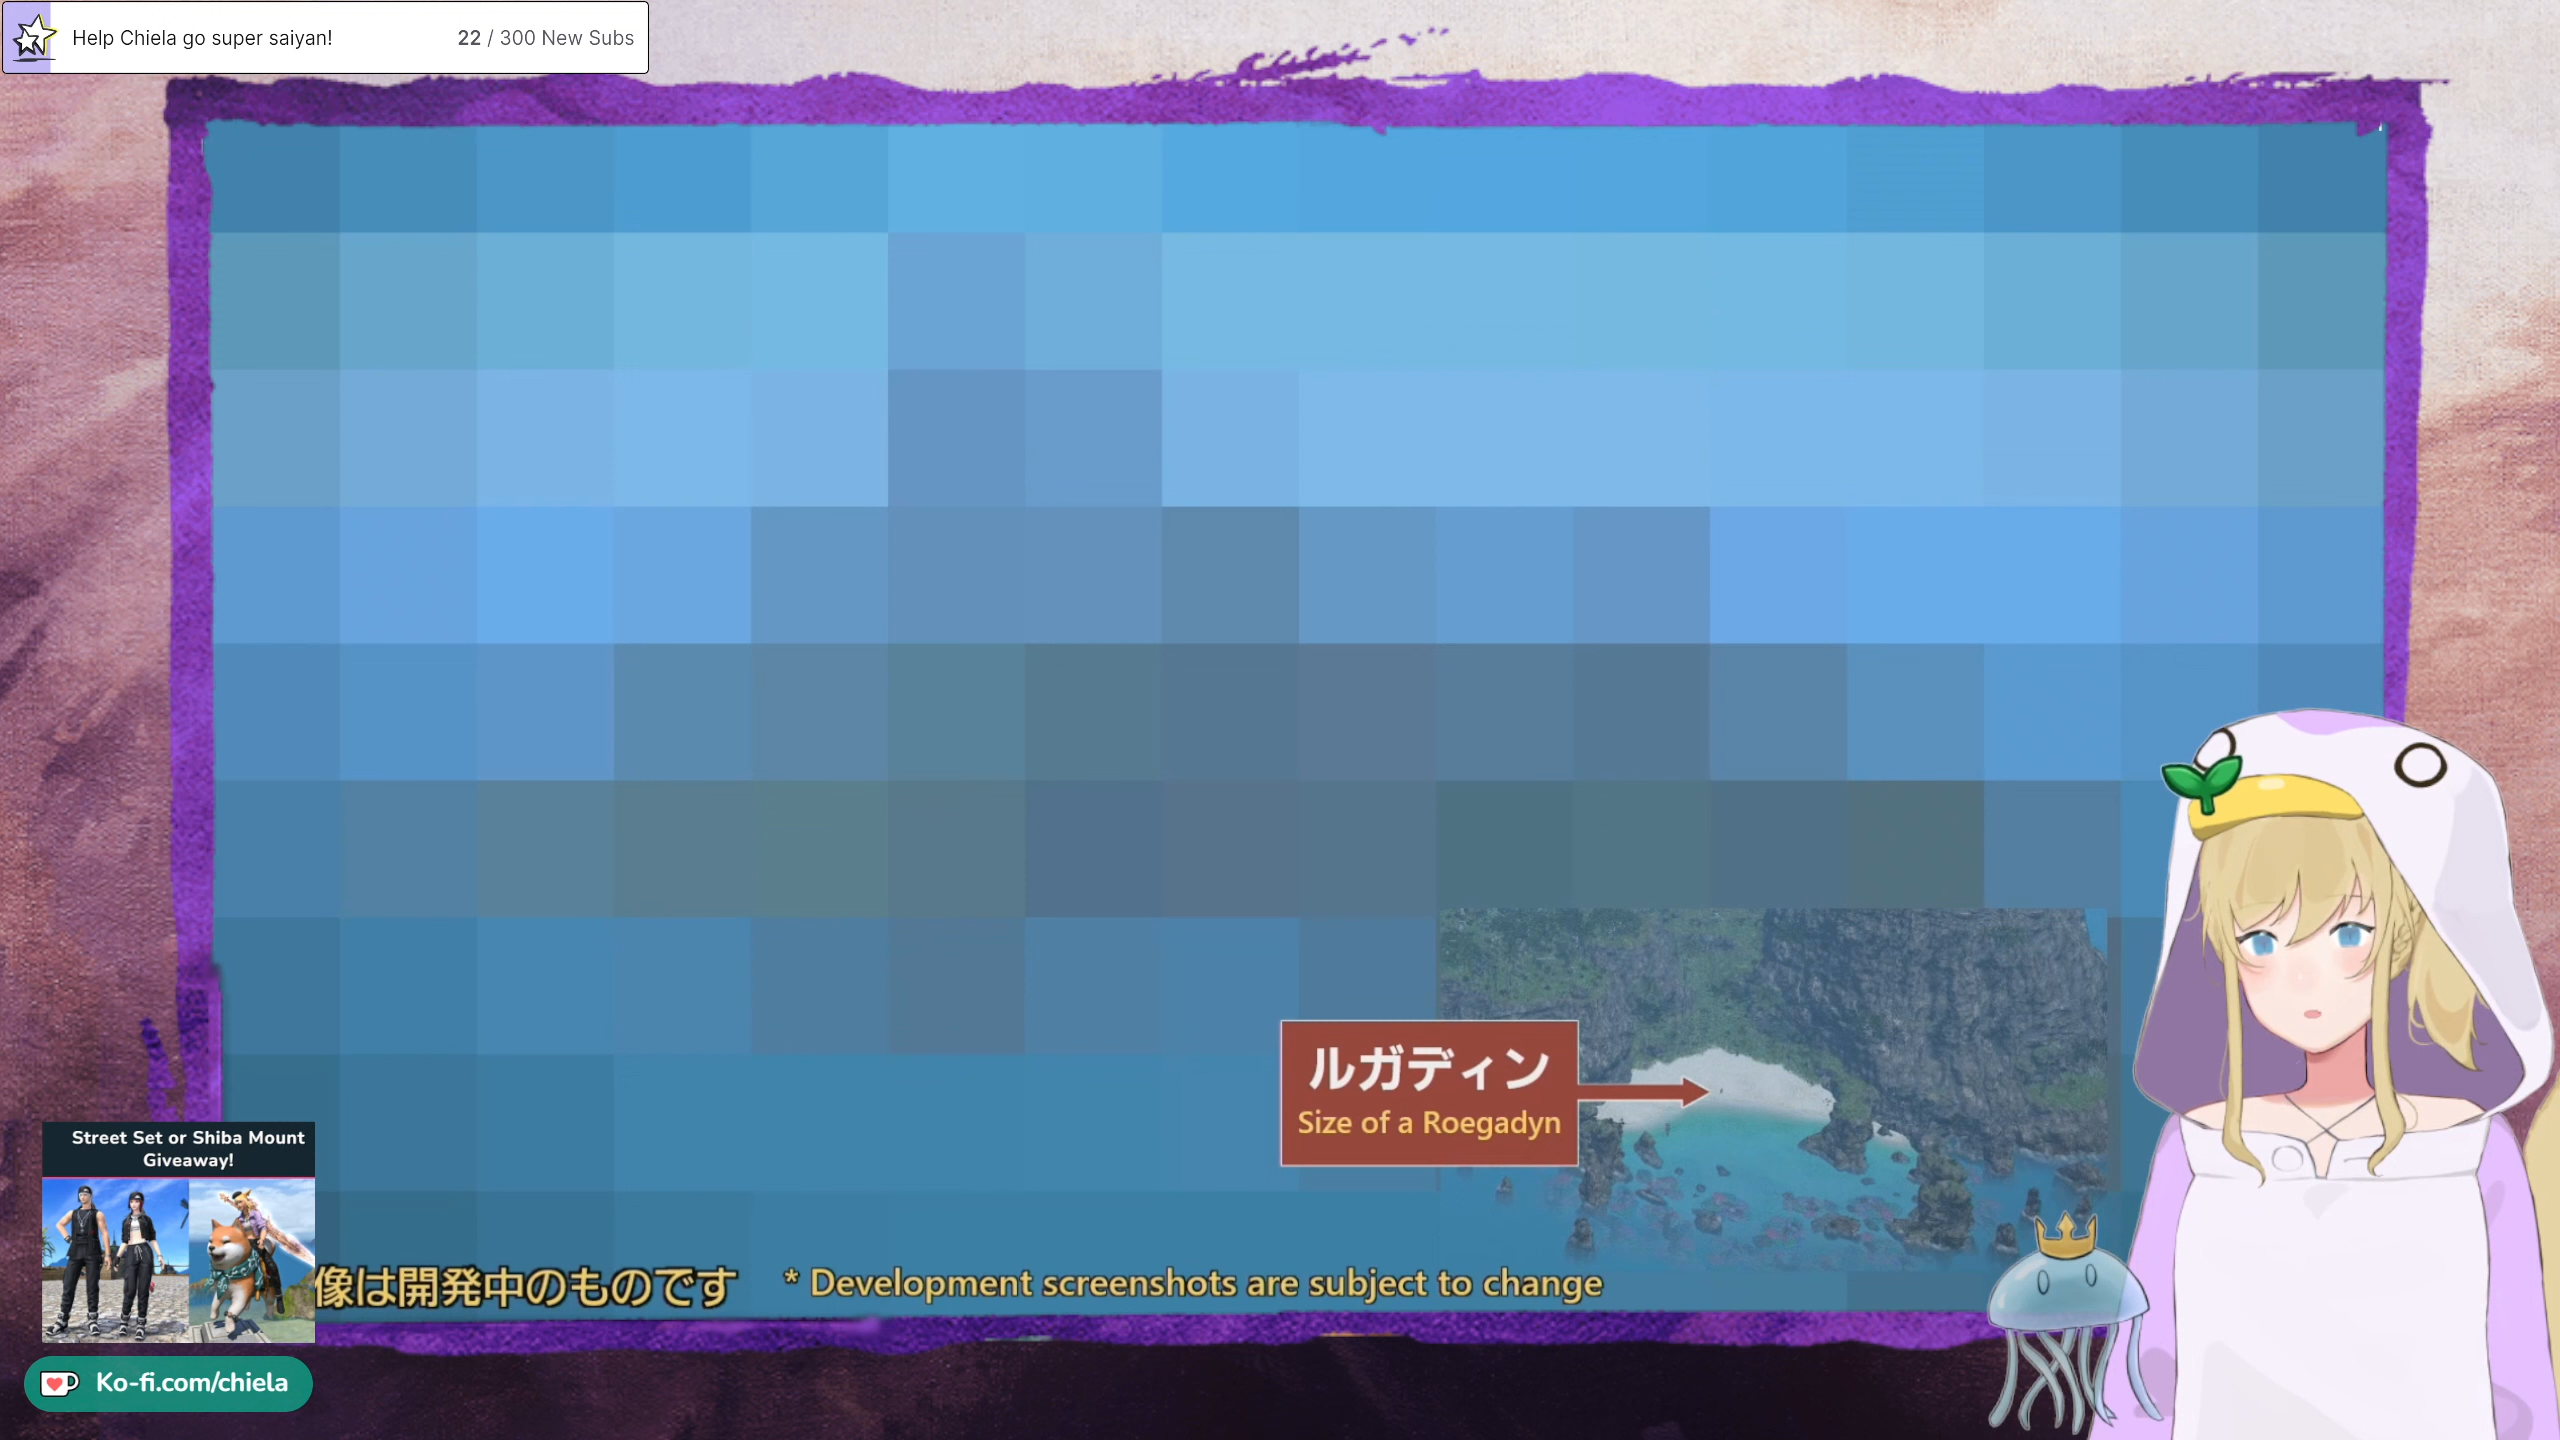 Help Chiela go super saiyan!
22 / 300 New Subs
ルガディン
Size of a Roegadyn
Street Set or Shiba Mount
Giveaway!
像は開発中のものです
* Development screenshots are subject to change
Ko-fi.com/chiela